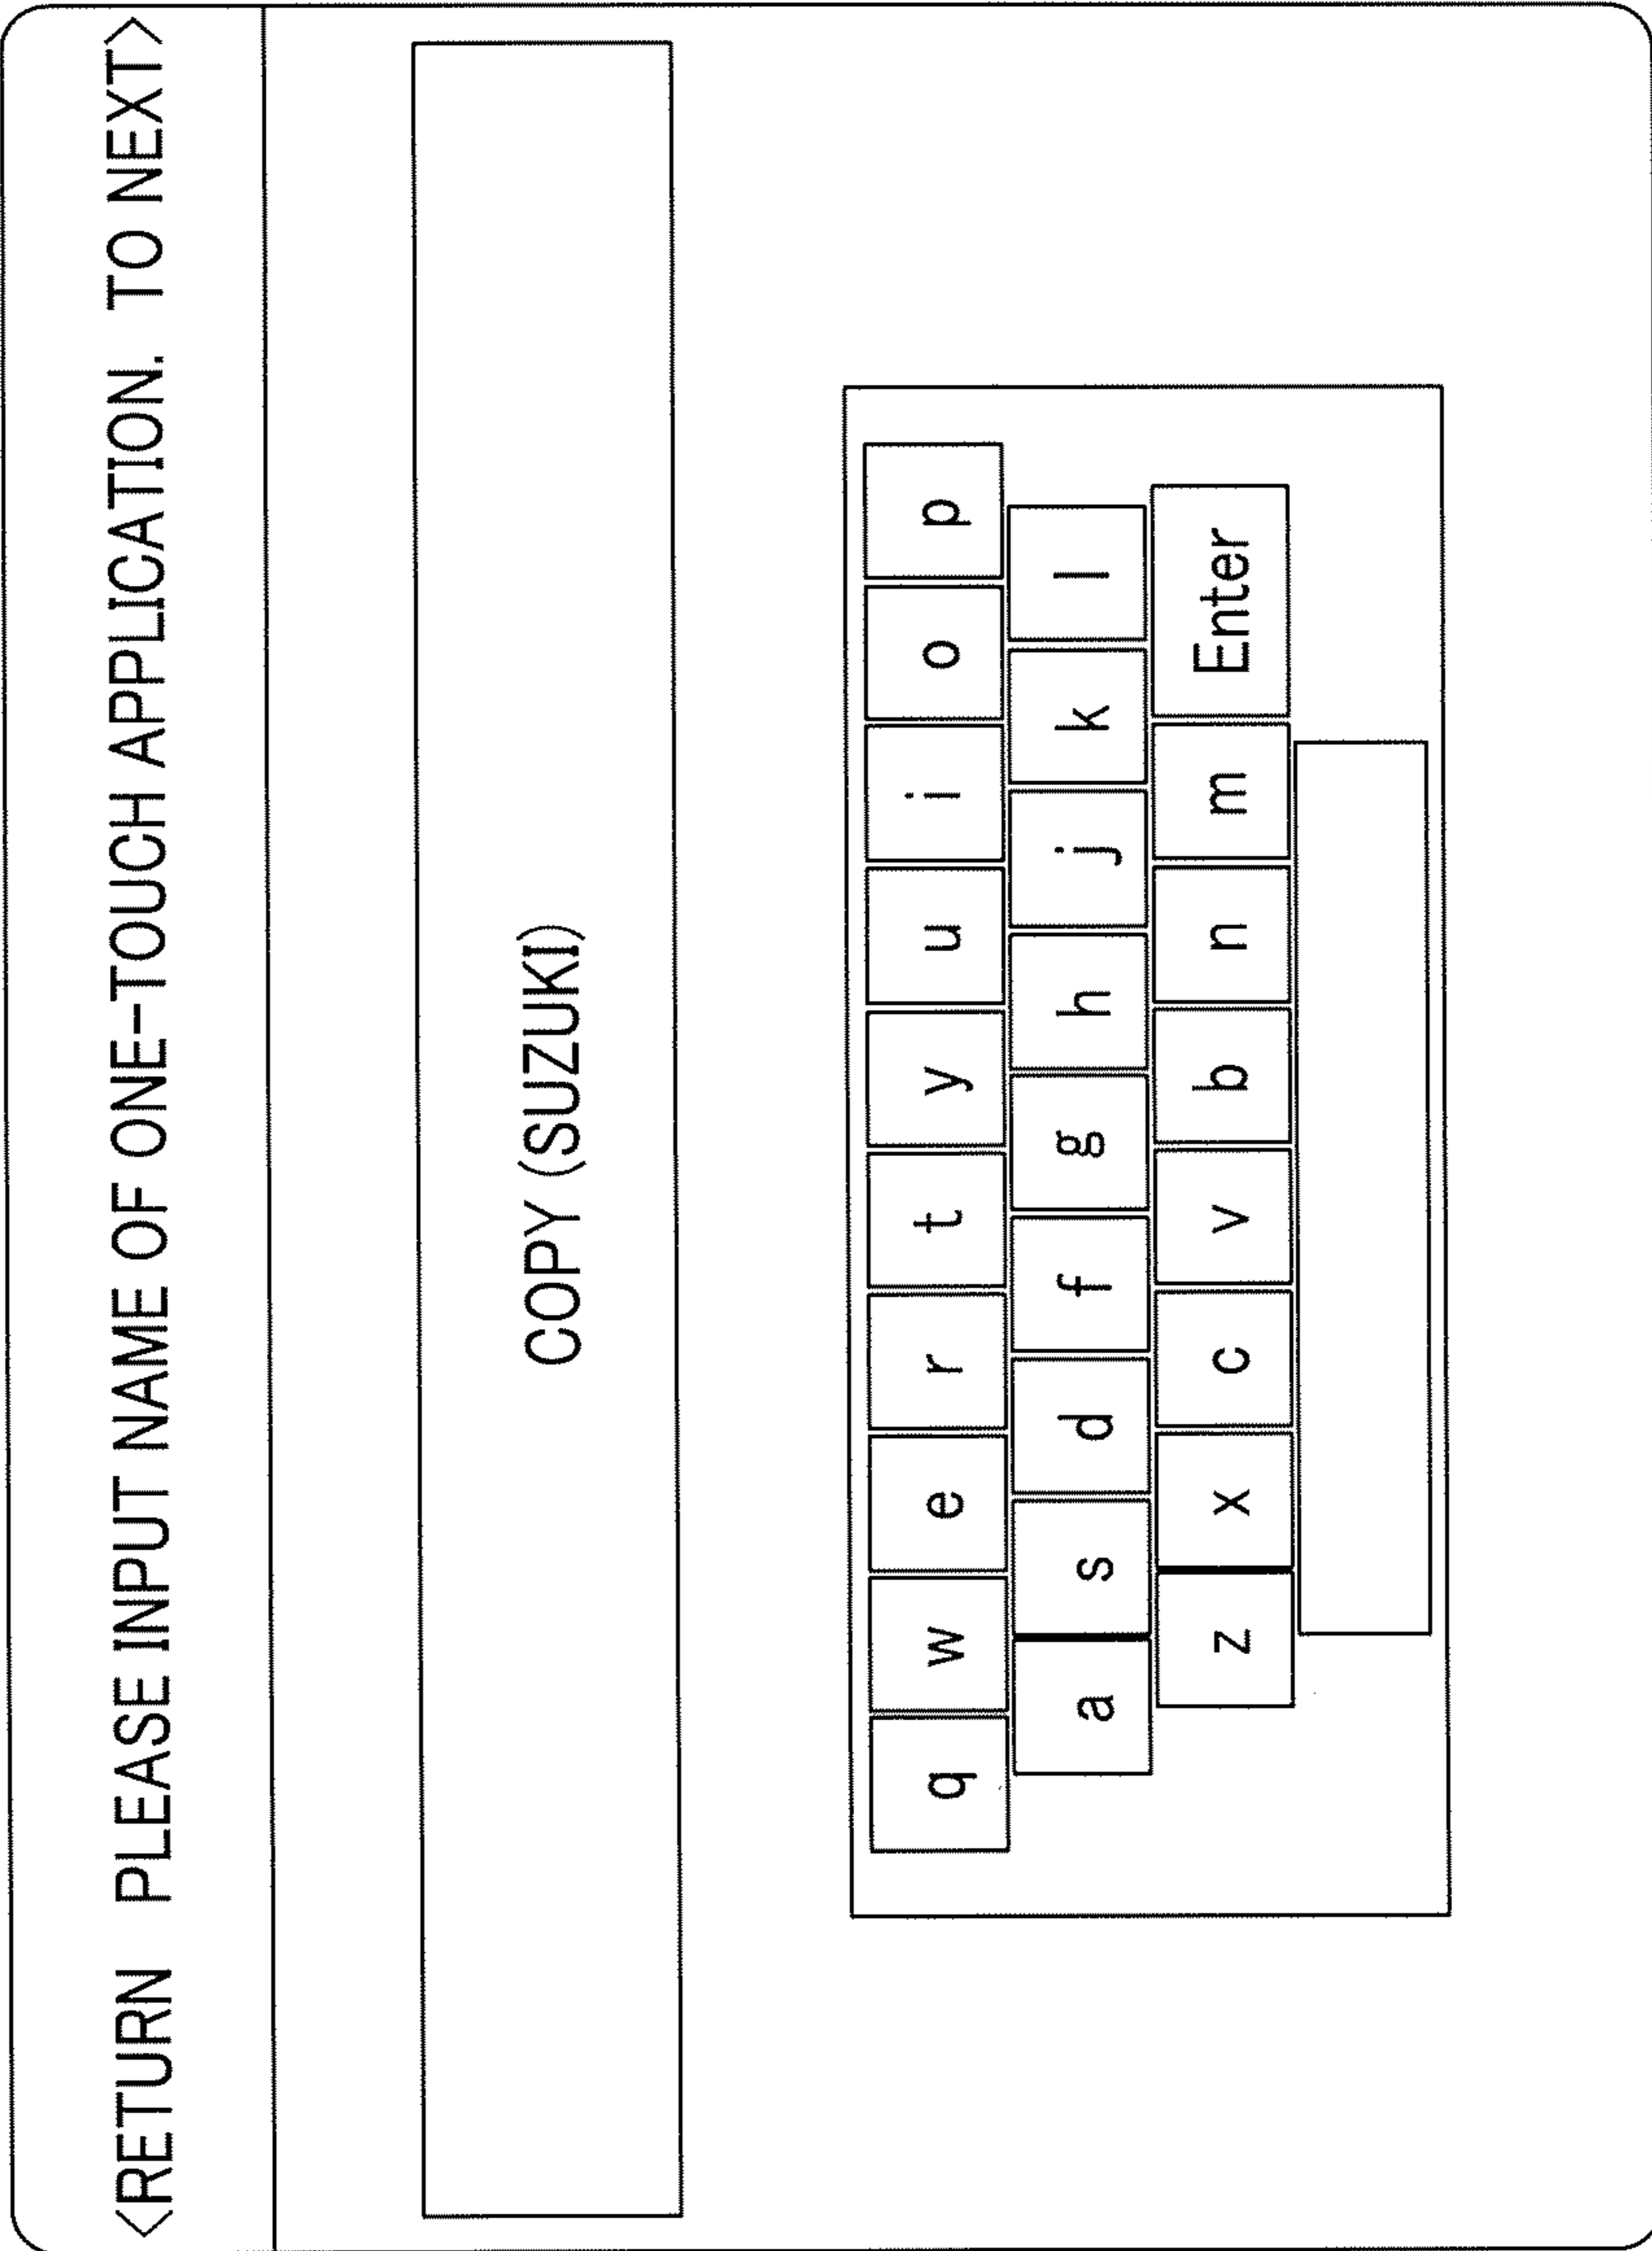 <RETURN PLEASE INPUT NAME OF ONE-TOUCH APPLICATION. TO NEXT>
COPY (SUZUKI)
q w e r t y u i o p
a s d f g h j k l
z x c v b n m Enter